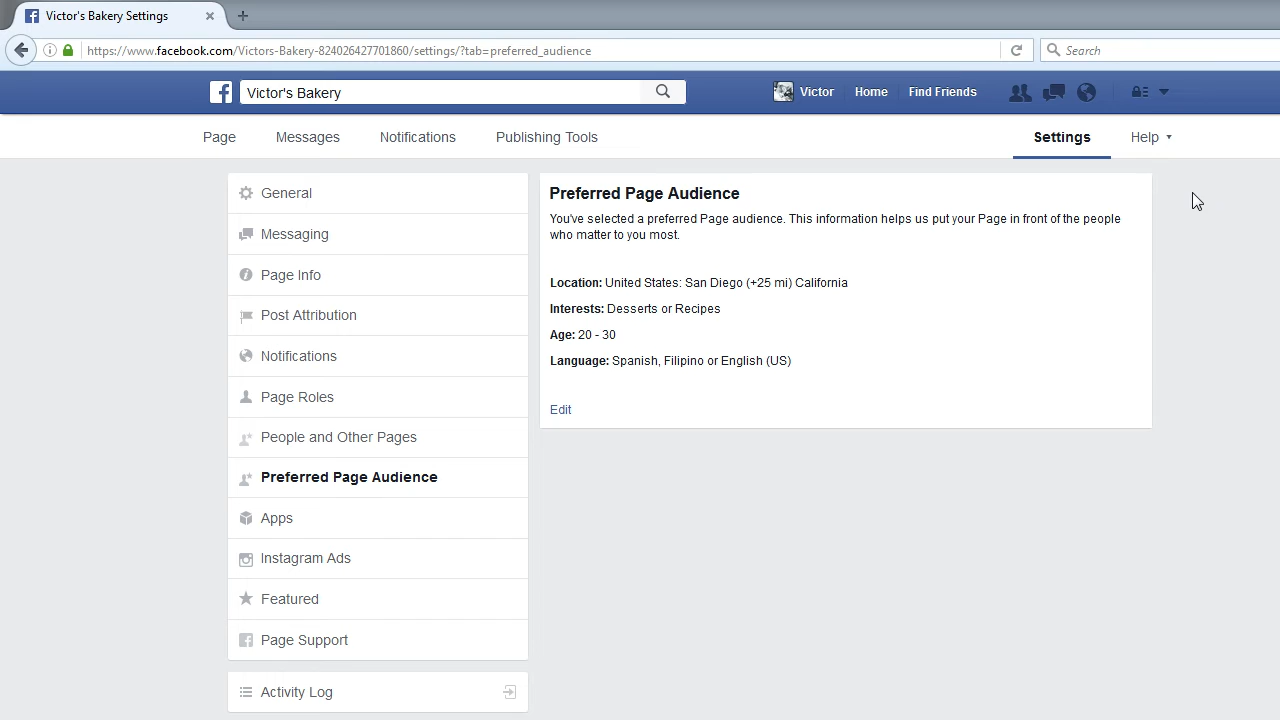 Victor's Bakery Settings
https://www.facebook.com/Victors-Bakery-824026427701860/settings/?tab=preferred_audience
Search
Victor's Bakery
Victor
Home
Find Friends
Page
Messages
Notifications
Publishing Tools
Settings
Help
General
Messaging
Page Info
Post Attribution
Notifications
Page Roles
People and Other Pages
Preferred Page Audience
Apps
Instagram Ads
Featured
Page Support
Activity Log
Preferred Page Audience
You've selected a preferred Page audience. This information helps us put your Page in front of the people
who matter to you most.
Location: United States: San Diego (+25 mi) California
Interests: Desserts or Recipes
Age: 20 - 30
Language: Spanish, Filipino or English (US)
Edit